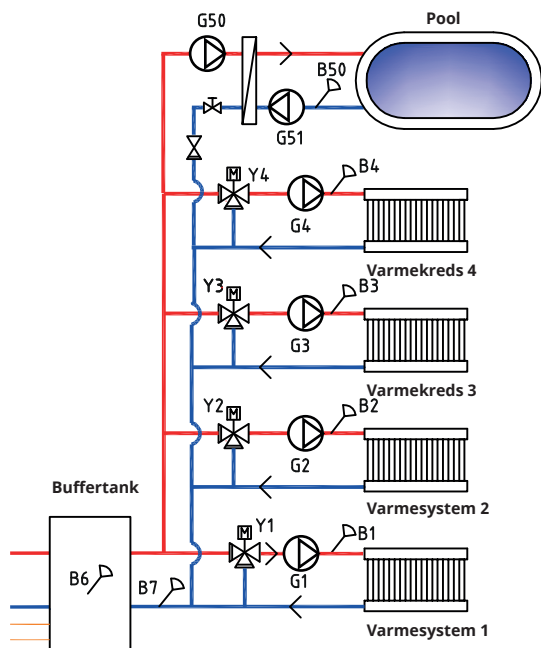 G50
Pool
B50
G51
Y4
M
B4
G4
Varmekreds 4
Y3
M
B3
G3
Varmekreds 3
Y2
M
B2
G2
Varmesystem 2
Buffertank
Y1
M
B1
B6
B7
G1
Varmesystem 1